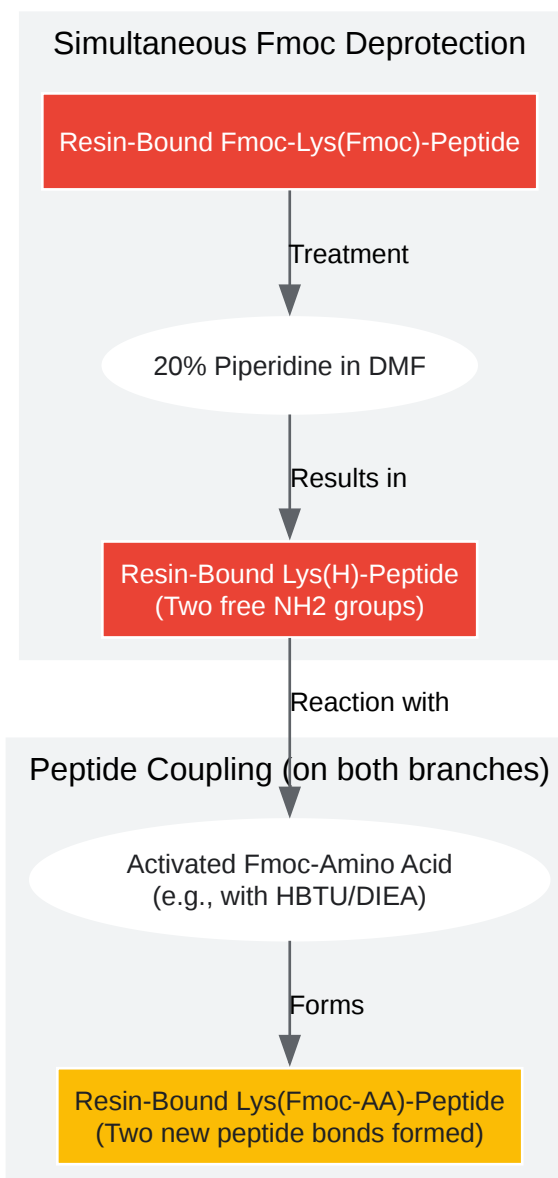 Simultaneous Fmoc Deprotection
Resin-Bound Fmoc-Lys(Fmoc)-Peptide
Treatment
20% Piperidine in DMF
Results in
Resin-Bound Lys(H)-Peptide
(Two free NH2 groups)
Reaction with
Peptide Coupling (on both branches)
Activated Fmoc-Amino Acid
(e.g., with HBTU/DIEA)
Forms
Resin-Bound Lys(Fmoc-AA)-Peptide
(Two new peptide bonds formed)